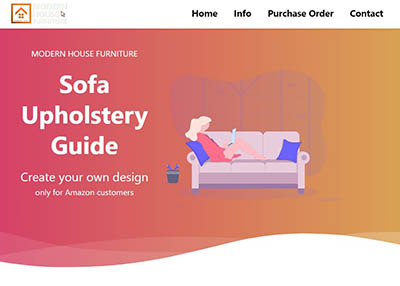 MODERN
HOUSE
FURNITURE
Home Info Purchase Order Contact
MODERN HOUSE FURNITURE
Sofa
Upholstery
Guide
Create your own design
only for Amazon customers